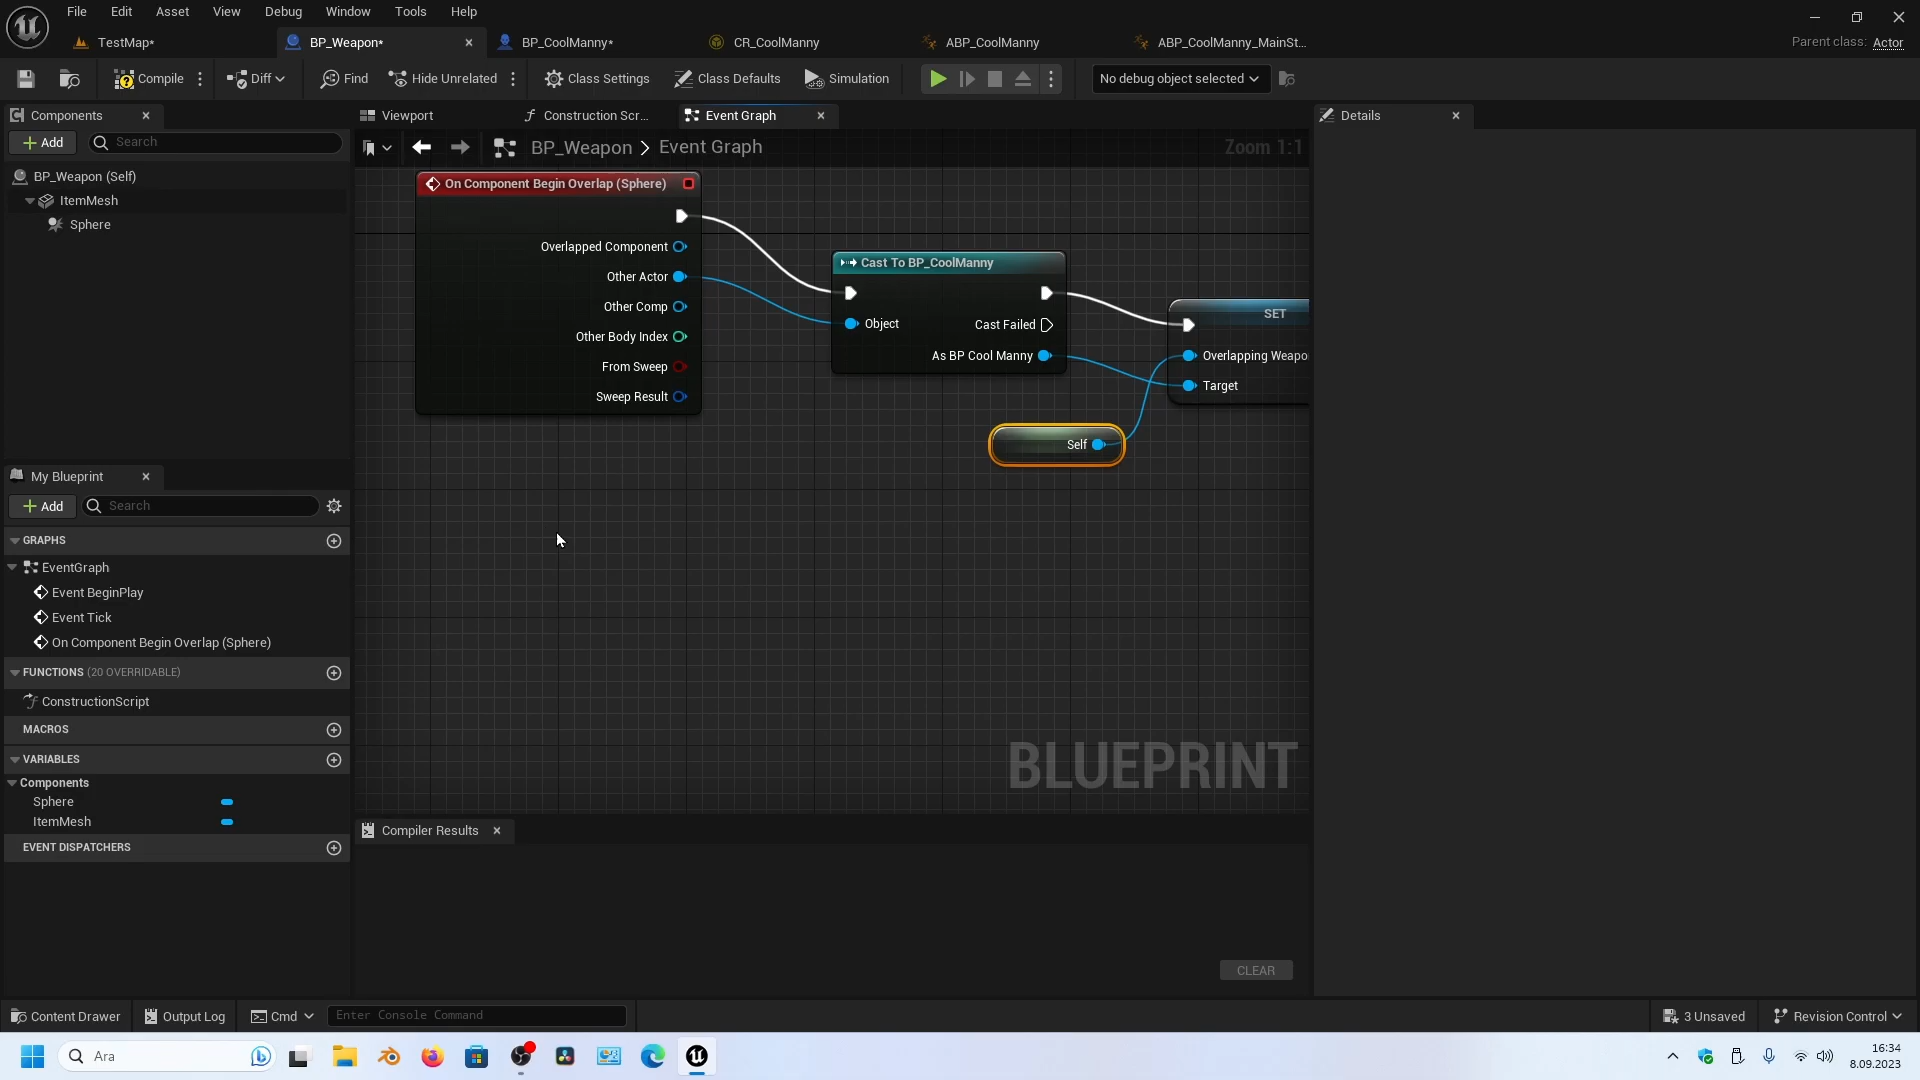 File Edit Asset View Debug Window Tools Help
TestMap* BP_Weapon* BP_CoolManny* CR_CoolManny ABP_CoolManny ABP_CoolManny_MainSt... Parent class: Actor
Compile Diff Find Hide Unrelated Class Settings Class Defaults Simulation No debug object selected
Components
Add Search
BP_Weapon (Self)
ItemMesh
Sphere
My Blueprint
Add Search
GRAPHS
EventGraph
Event BeginPlay
Event Tick
On Component Begin Overlap (Sphere)
FUNCTIONS (20 OVERRIDABLE)
ConstructionScript
MACROS
VARIABLES
Components
Sphere
ItemMesh
EVENT DISPATCHERS
Viewport Construction Scr... Event Graph
BP_Weapon > Event Graph Zoom 1:1
On Component Begin Overlap (Sphere)
Overlapped Component
Other Actor
Other Comp
Other Body Index
From Sweep
Sweep Result
Cast To BP_CoolManny
Object Cast Failed
As BP Cool Manny
SET
Overlapping Weapo
Target
Self
BLUEPRINT
Compiler Results
CLEAR
Details
Content Drawer Output Log Cmd Enter Console Command 3 Unsaved Revision Control
Ara
16:34
8.09.2023